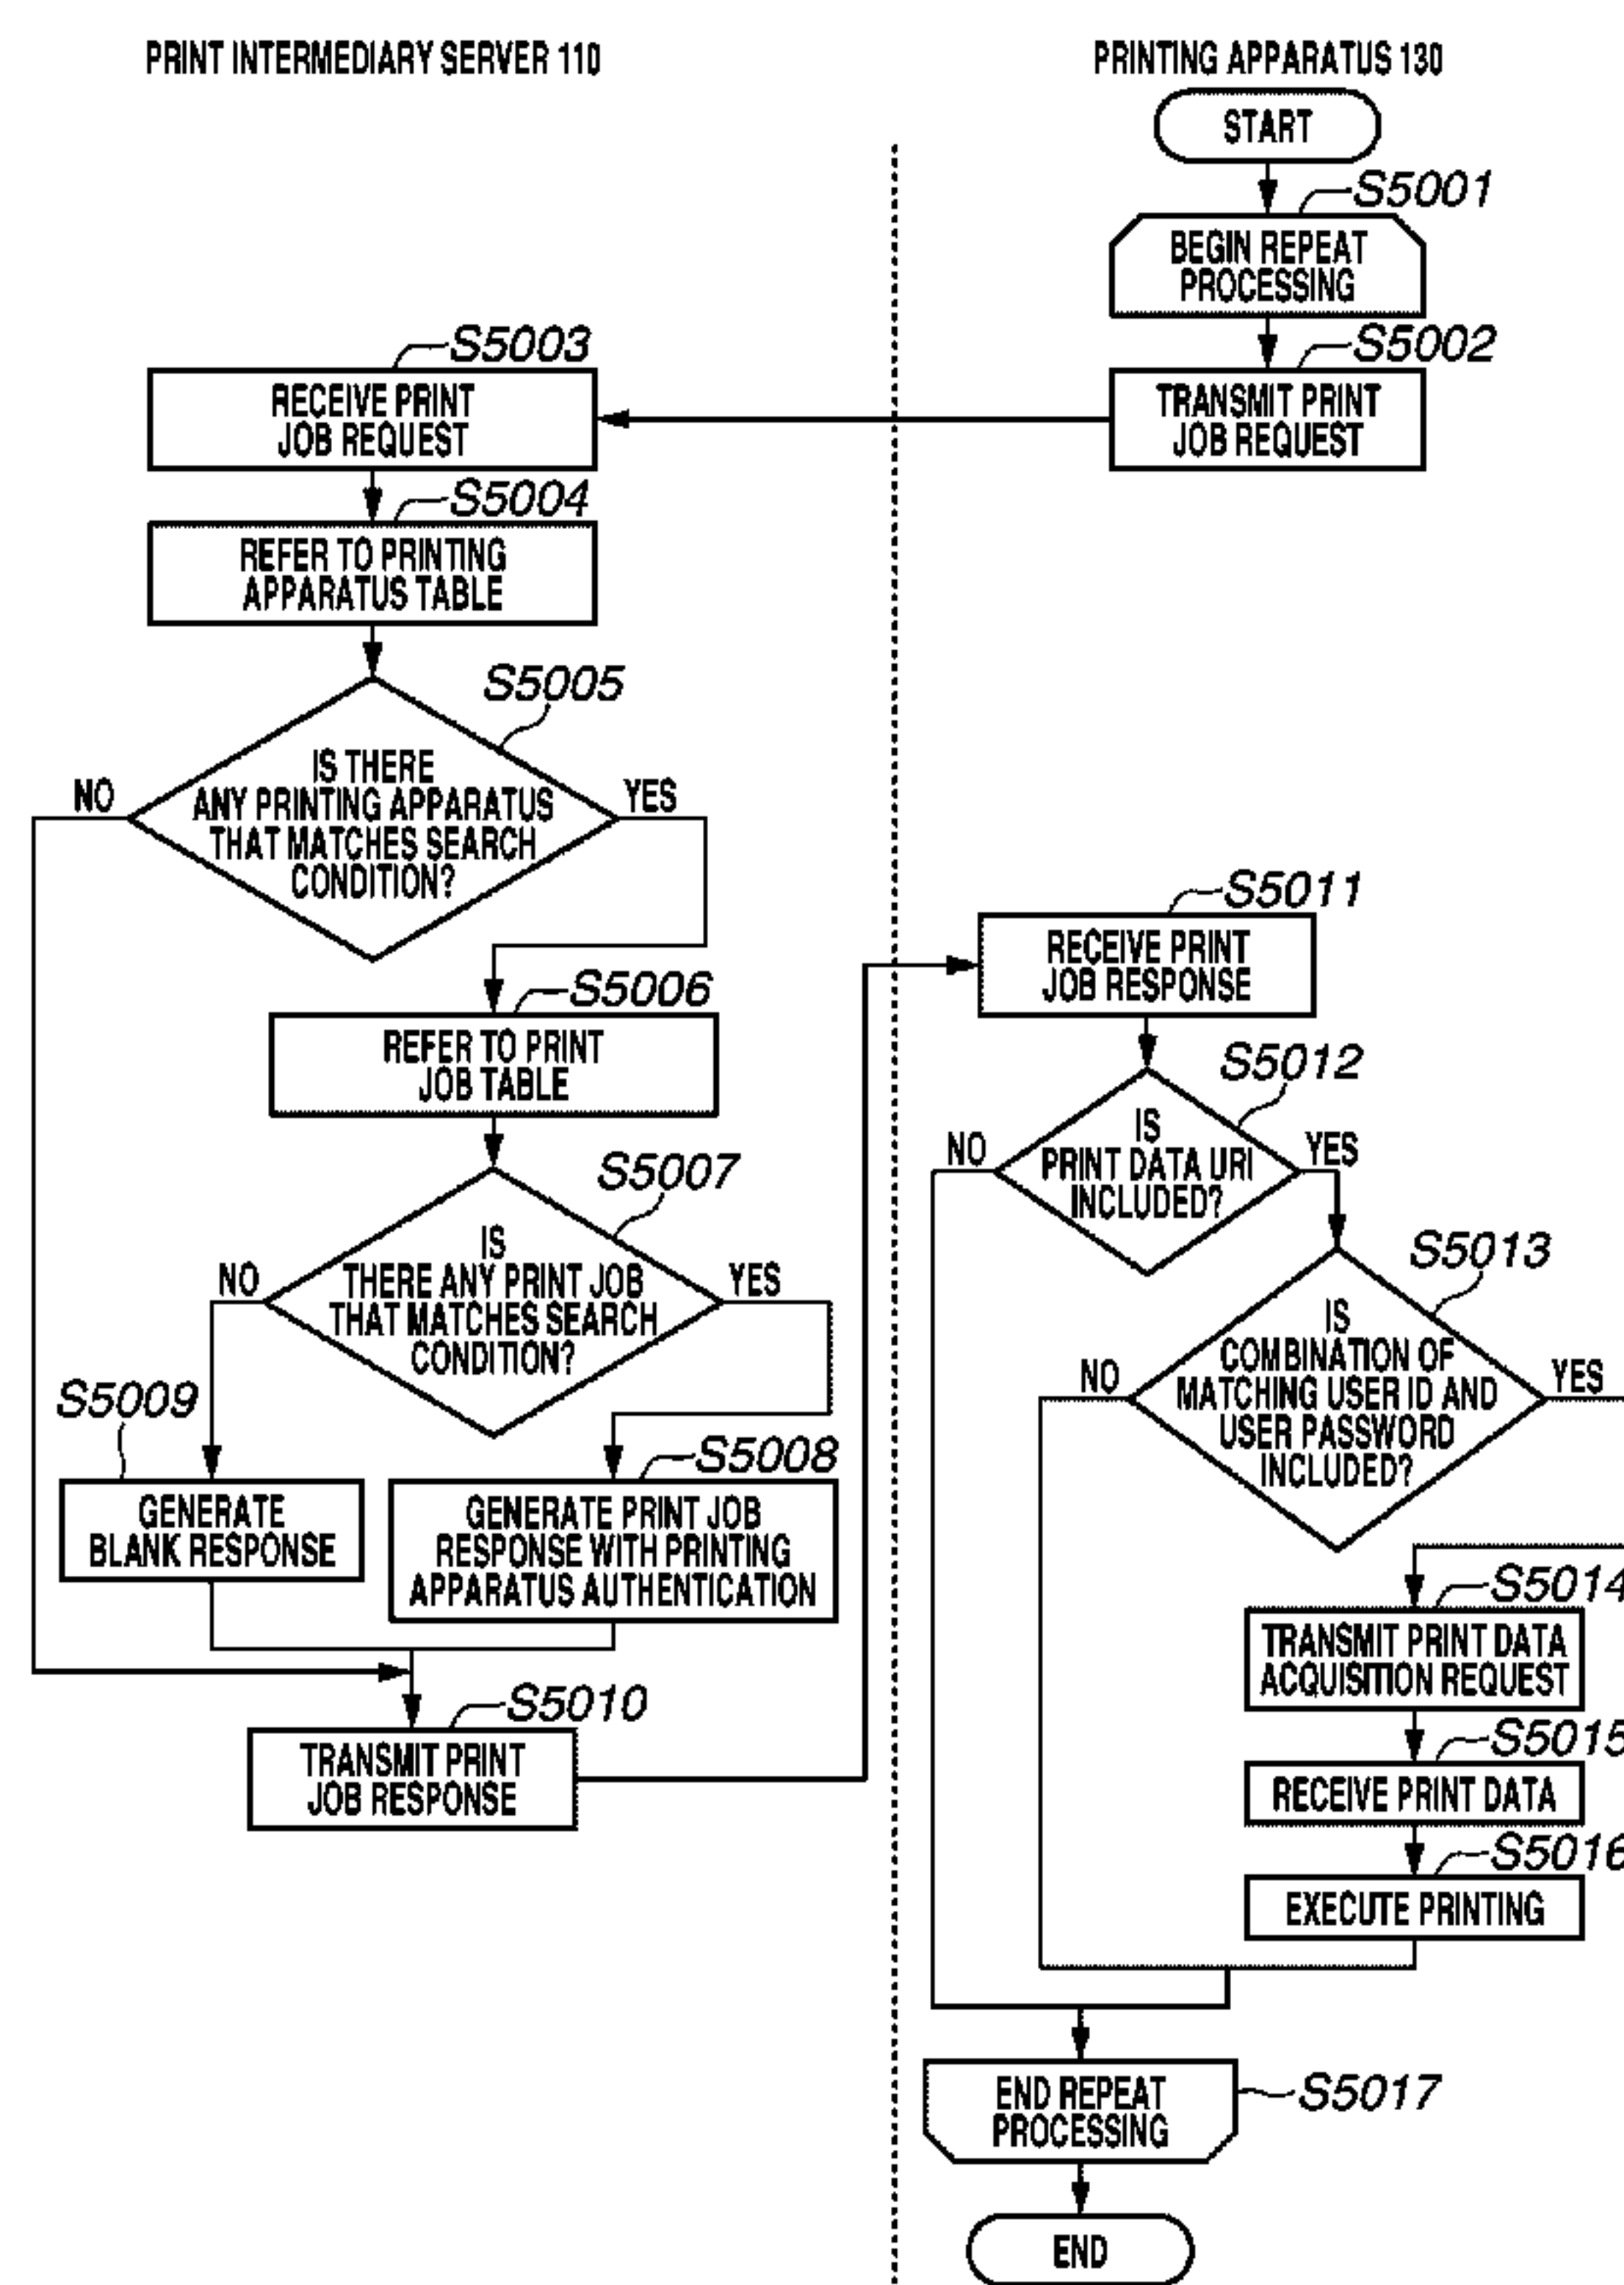 PRINT INTERMEDIARY SERVER 110
PRINTING APPARATUS 130
START
S5001
BEGIN REPEAT
PROCESSING
S5002
TRANSMIT PRINT
JOB REQUEST
S5003
RECEIVE PRINT
JOB REQUEST
S5004
REFER TO PRINTING
APPARATUS TABLE
S5005
IS THERE
ANY PRINTING APPARATUS
THAT MATCHES SEARCH
CONDITION?
NO
YES
S5006
REFER TO PRINT
JOB TABLE
S5007
IS
THERE ANY PRINT JOB
THAT MATCHES SEARCH
CONDITION?
NO
YES
S5009
GENERATE
BLANK RESPONSE
S5008
GENERATE PRINT JOB
RESPONSE WITH PRINTING
APPARATUS AUTHENTICATION
S5010
TRANSMIT PRINT
JOB RESPONSE
S5011
RECEIVE PRINT
JOB RESPONSE
S5012
IS
PRINT DATA URI
INCLUDED?
NO
YES
S5013
IS
COMBINATION OF
MATCHING USER ID AND
USER PASSWORD
INCLUDED?
NO
YES
S5014
TRANSMIT PRINT DATA
ACQUISITION REQUEST
S5015
RECEIVE PRINT DATA
S5016
EXECUTE PRINTING
END REPEAT
PROCESSING
S5017
END